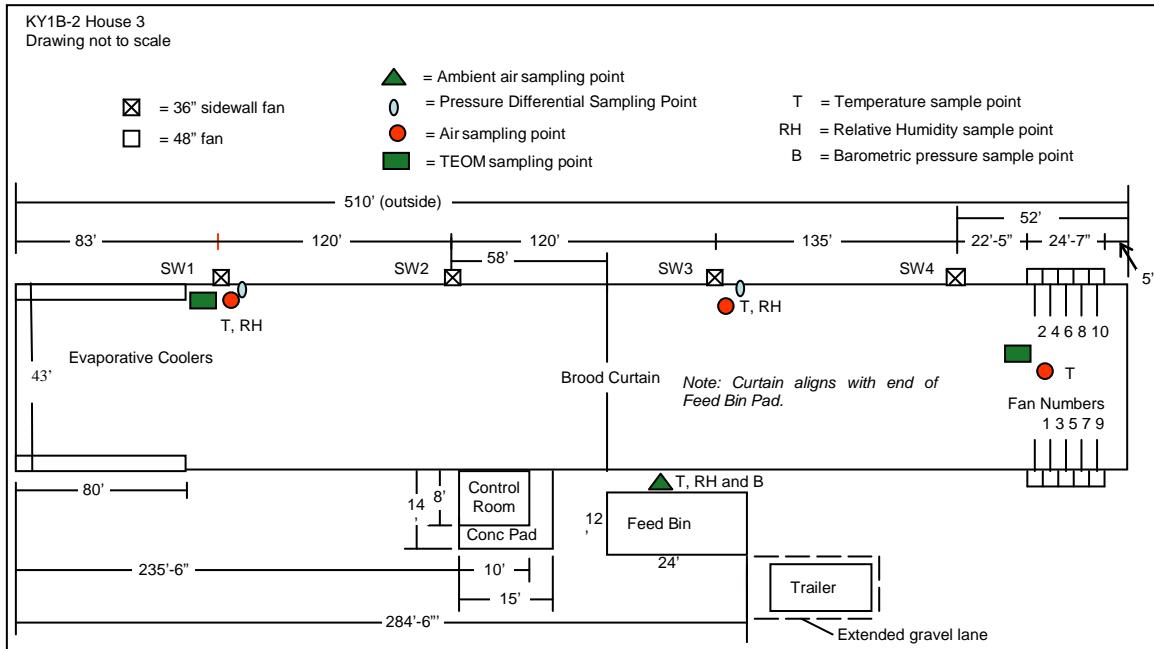 KY1B-2 House 3
Drawing not to scale
= 36” sidewall fan
= 48” fan
= Ambient air sampling point
= Pressure Differential Sampling Point
= Air sampling point
= TEOM sampling point
T = Temperature sample point
RH = Relative Humidity sample point
B = Barometric pressure sample point
510’ (outside)
52’
83’ 120’ 120’ 135’ 22’-5” 24’-7”
58’
5’
SW1 SW2 SW3 SW4
T, RH
T, RH
2 4 6 8 10
T
Evaporative Coolers
43’
Brood Curtain
Note: Curtain aligns with end of
Feed Bin Pad.
Fan Numbers
1 3 5 7 9
80’
14
’
8’
Control
Room
Conc Pad
T, RH and B
12
’
Feed Bin
24’
235’-6”
10’
15’
284’-6”’
Trailer
Extended gravel lane